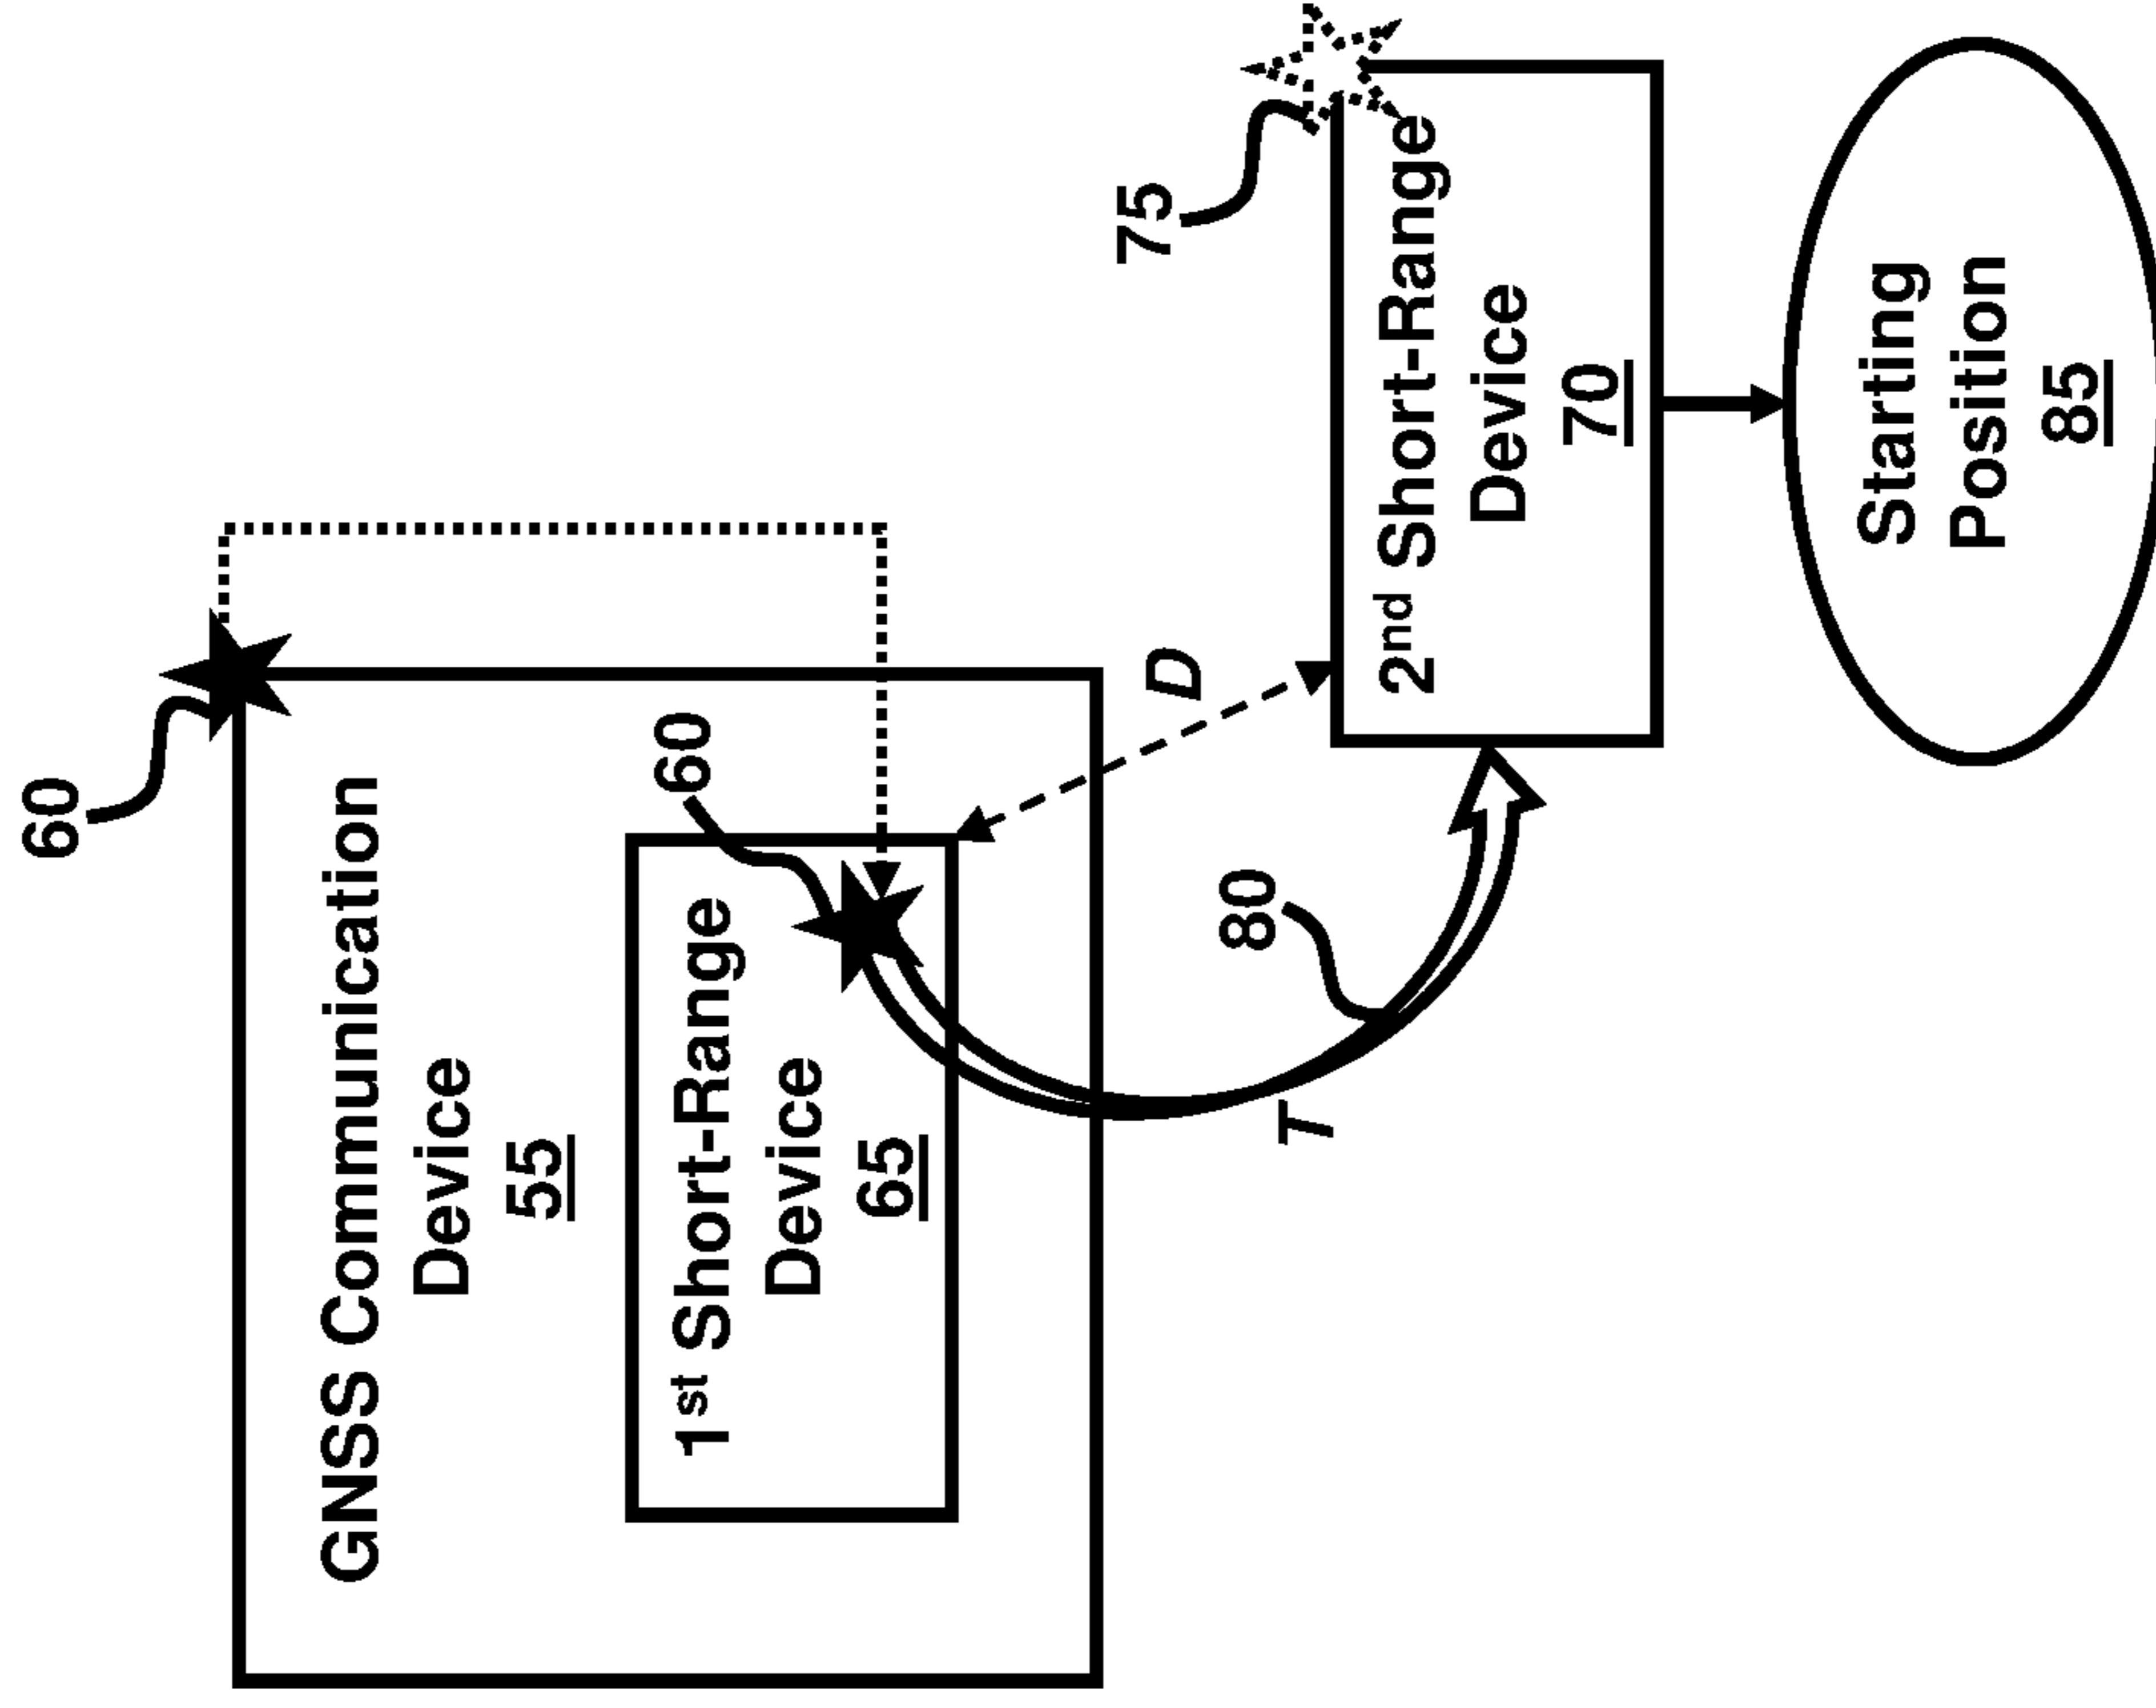 60
GNSS Communication
Device
55
60
1st Short-Range
Device
65
D
80
T
75
2nd Short-Range
Device
70
Starting
Position
85